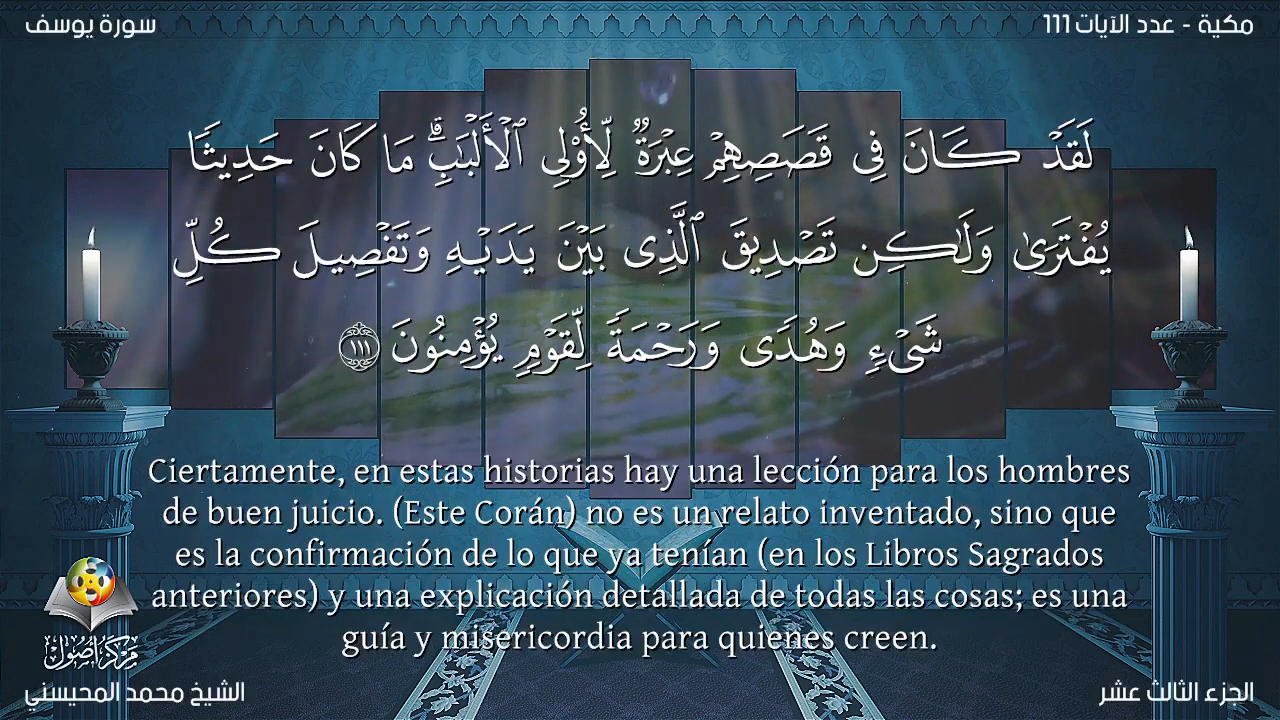 سورة يوسف
مكية - عدد الآيات 111
لَقَدْ كَانَ فِى قَصَصِهِمْ عِبْرَةٌ لِّأُو۟لِى ٱلْأَلْبَـٰبِ ۗ مَا كَانَ حَدِيثًا
يُفْتَرَىٰ وَلَـٰكِن تَصْدِيقَ ٱلَّذِى بَيْنَ يَدَيْهِ وَتَفْصِيلَ كُلِّ
شَىْءٍ وَهُدًى وَرَحْمَةً لِّقَوْمٍ يُؤْمِنُونَ ١١١
Ciertamente, en estas historias hay una lección para los hombres
de buen juicio. (Este Corán) no es un relato inventado, sino que
es la confirmación de lo que ya tenían (en los Libros Sagrados
anteriores) y una explicación detallada de todas las cosas; es una
guía y misericordia para quienes creen.
مركز أصول
الشيخ محمد المحيسني
الجزء الثالث عشر